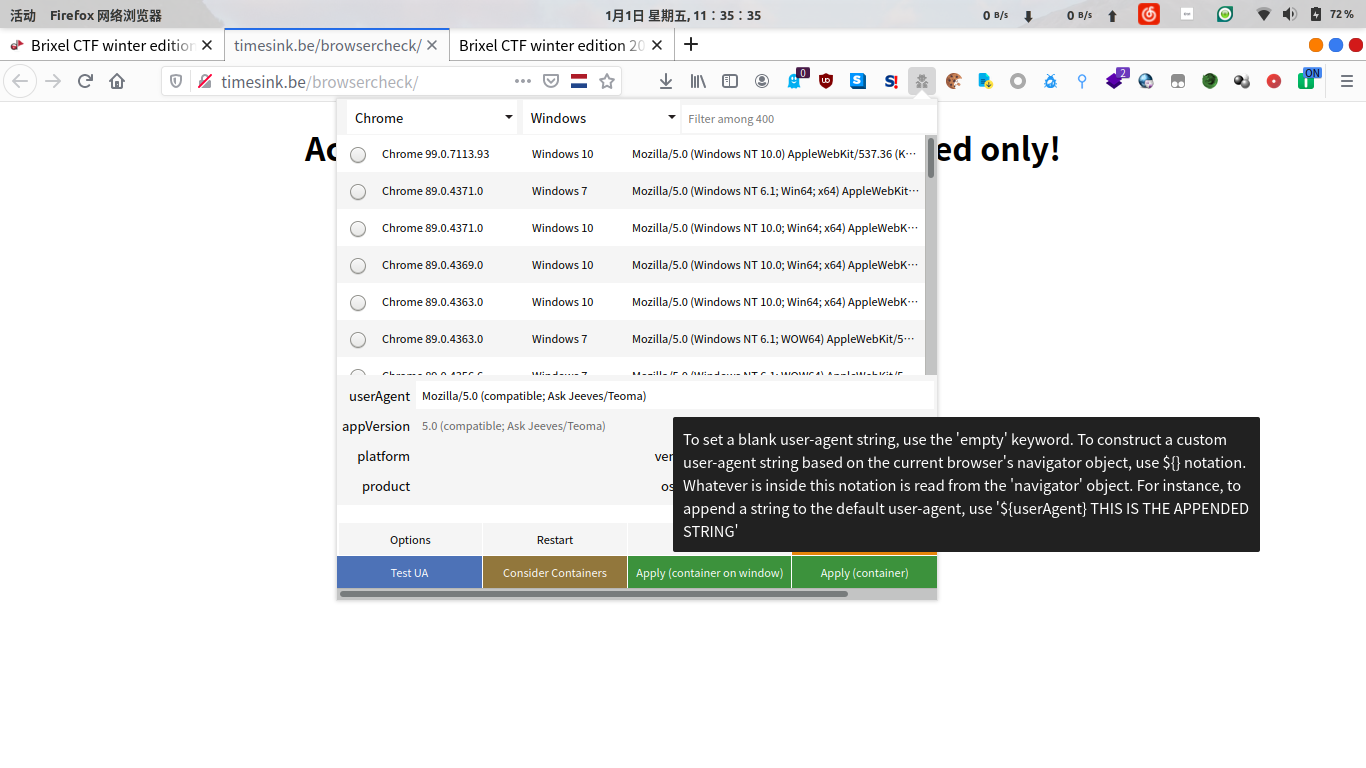 活动 Firefox 网络浏览器 1月1日 星期五, 11：35：35 0 B/s 0 B/s 72 %
Brixel CTF winter edition timesink.be/browsercheck/ Brixel CTF winter edition 20
timesink.be/browsercheck/ 0 2 ON
Chrome Windows Filter among 400
ed only!
Chrome 99.0.7113.93 Windows 10 Mozilla/5.0 (Windows NT 10.0) AppleWebKit/537.36 (K···
Chrome 89.0.4371.0 Windows 7 Mozilla/5.0 (Windows NT 6.1; Win64; x64) AppleWebKit···
Chrome 89.0.4371.0 Windows 10 Mozilla/5.0 (Windows NT 10.0; Win64; x64) AppleWebK···
Chrome 89.0.4369.0 Windows 10 Mozilla/5.0 (Windows NT 10.0; Win64; x64) AppleWebK···
Chrome 89.0.4363.0 Windows 10 Mozilla/5.0 (Windows NT 10.0; Win64; x64) AppleWebK···
Chrome 89.0.4363.0 Windows 7 Mozilla/5.0 (Windows NT 6.1; WOW64) AppleWebKit/5···
userAgent Mozilla/5.0 (compatible; Ask Jeeves/Teoma)
appVersion 5.0 (compatible; Ask Jeeves/Teoma)
platform ver
product os
To set a blank user-agent string, use the 'empty' keyword. To construct a custom
user-agent string based on the current browser's navigator object, use ${} notation.
Whatever is inside this notation is read from the 'navigator' object. For instance, to
append a string to the default user-agent, use '${userAgent} THIS IS THE APPENDED
STRING'
Options Restart
Test UA Consider Containers Apply (container on window) Apply (container)